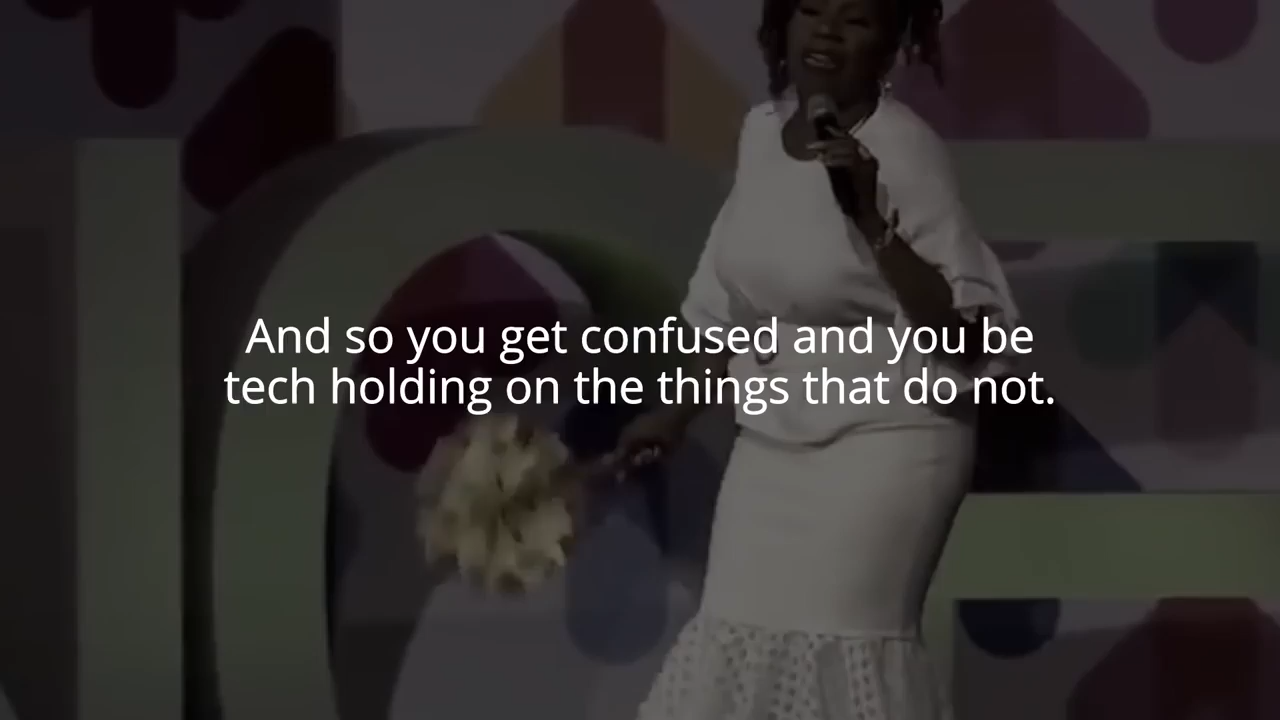 And so you get confused and you be
tech holding on the things that do not.